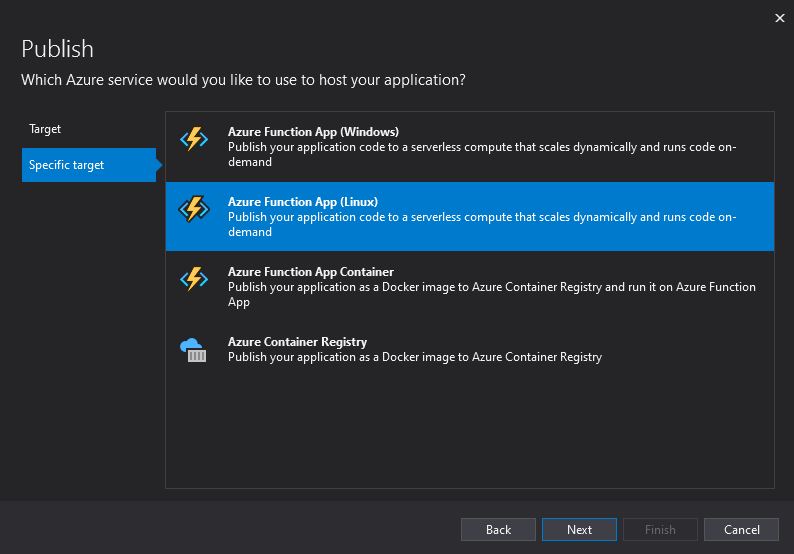 Publish
Which Azure service would you like to use to host your application?
Target
Specific target
Azure Function App (Windows)
Publish your application code to a serverless compute that scales dynamically and runs code on-
demand
Azure Function App (Linux)
Publish your application code to a serverless compute that scales dynamically and runs code on-
demand
Azure Function App Container
Publish your application as a Docker image to Azure Container Registry and run it on Azure Function
App
Azure Container Registry
Publish your application as a Docker image to Azure Container Registry
Back
Next
Finish
Cancel